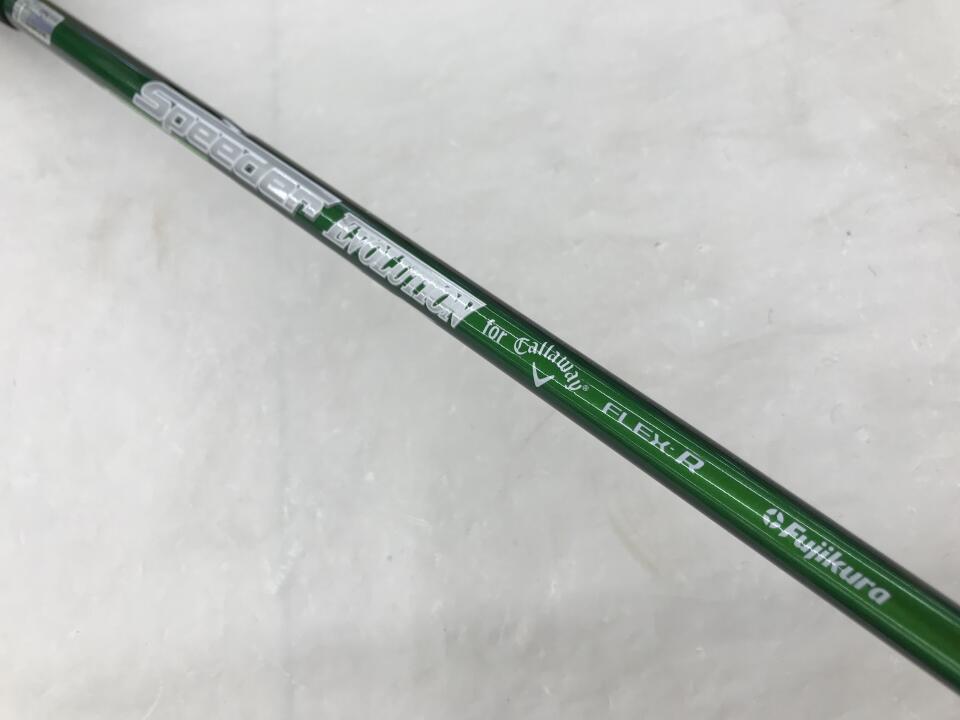 Speeder EVOLUTION for Callaway® FLEX-R Fujikura